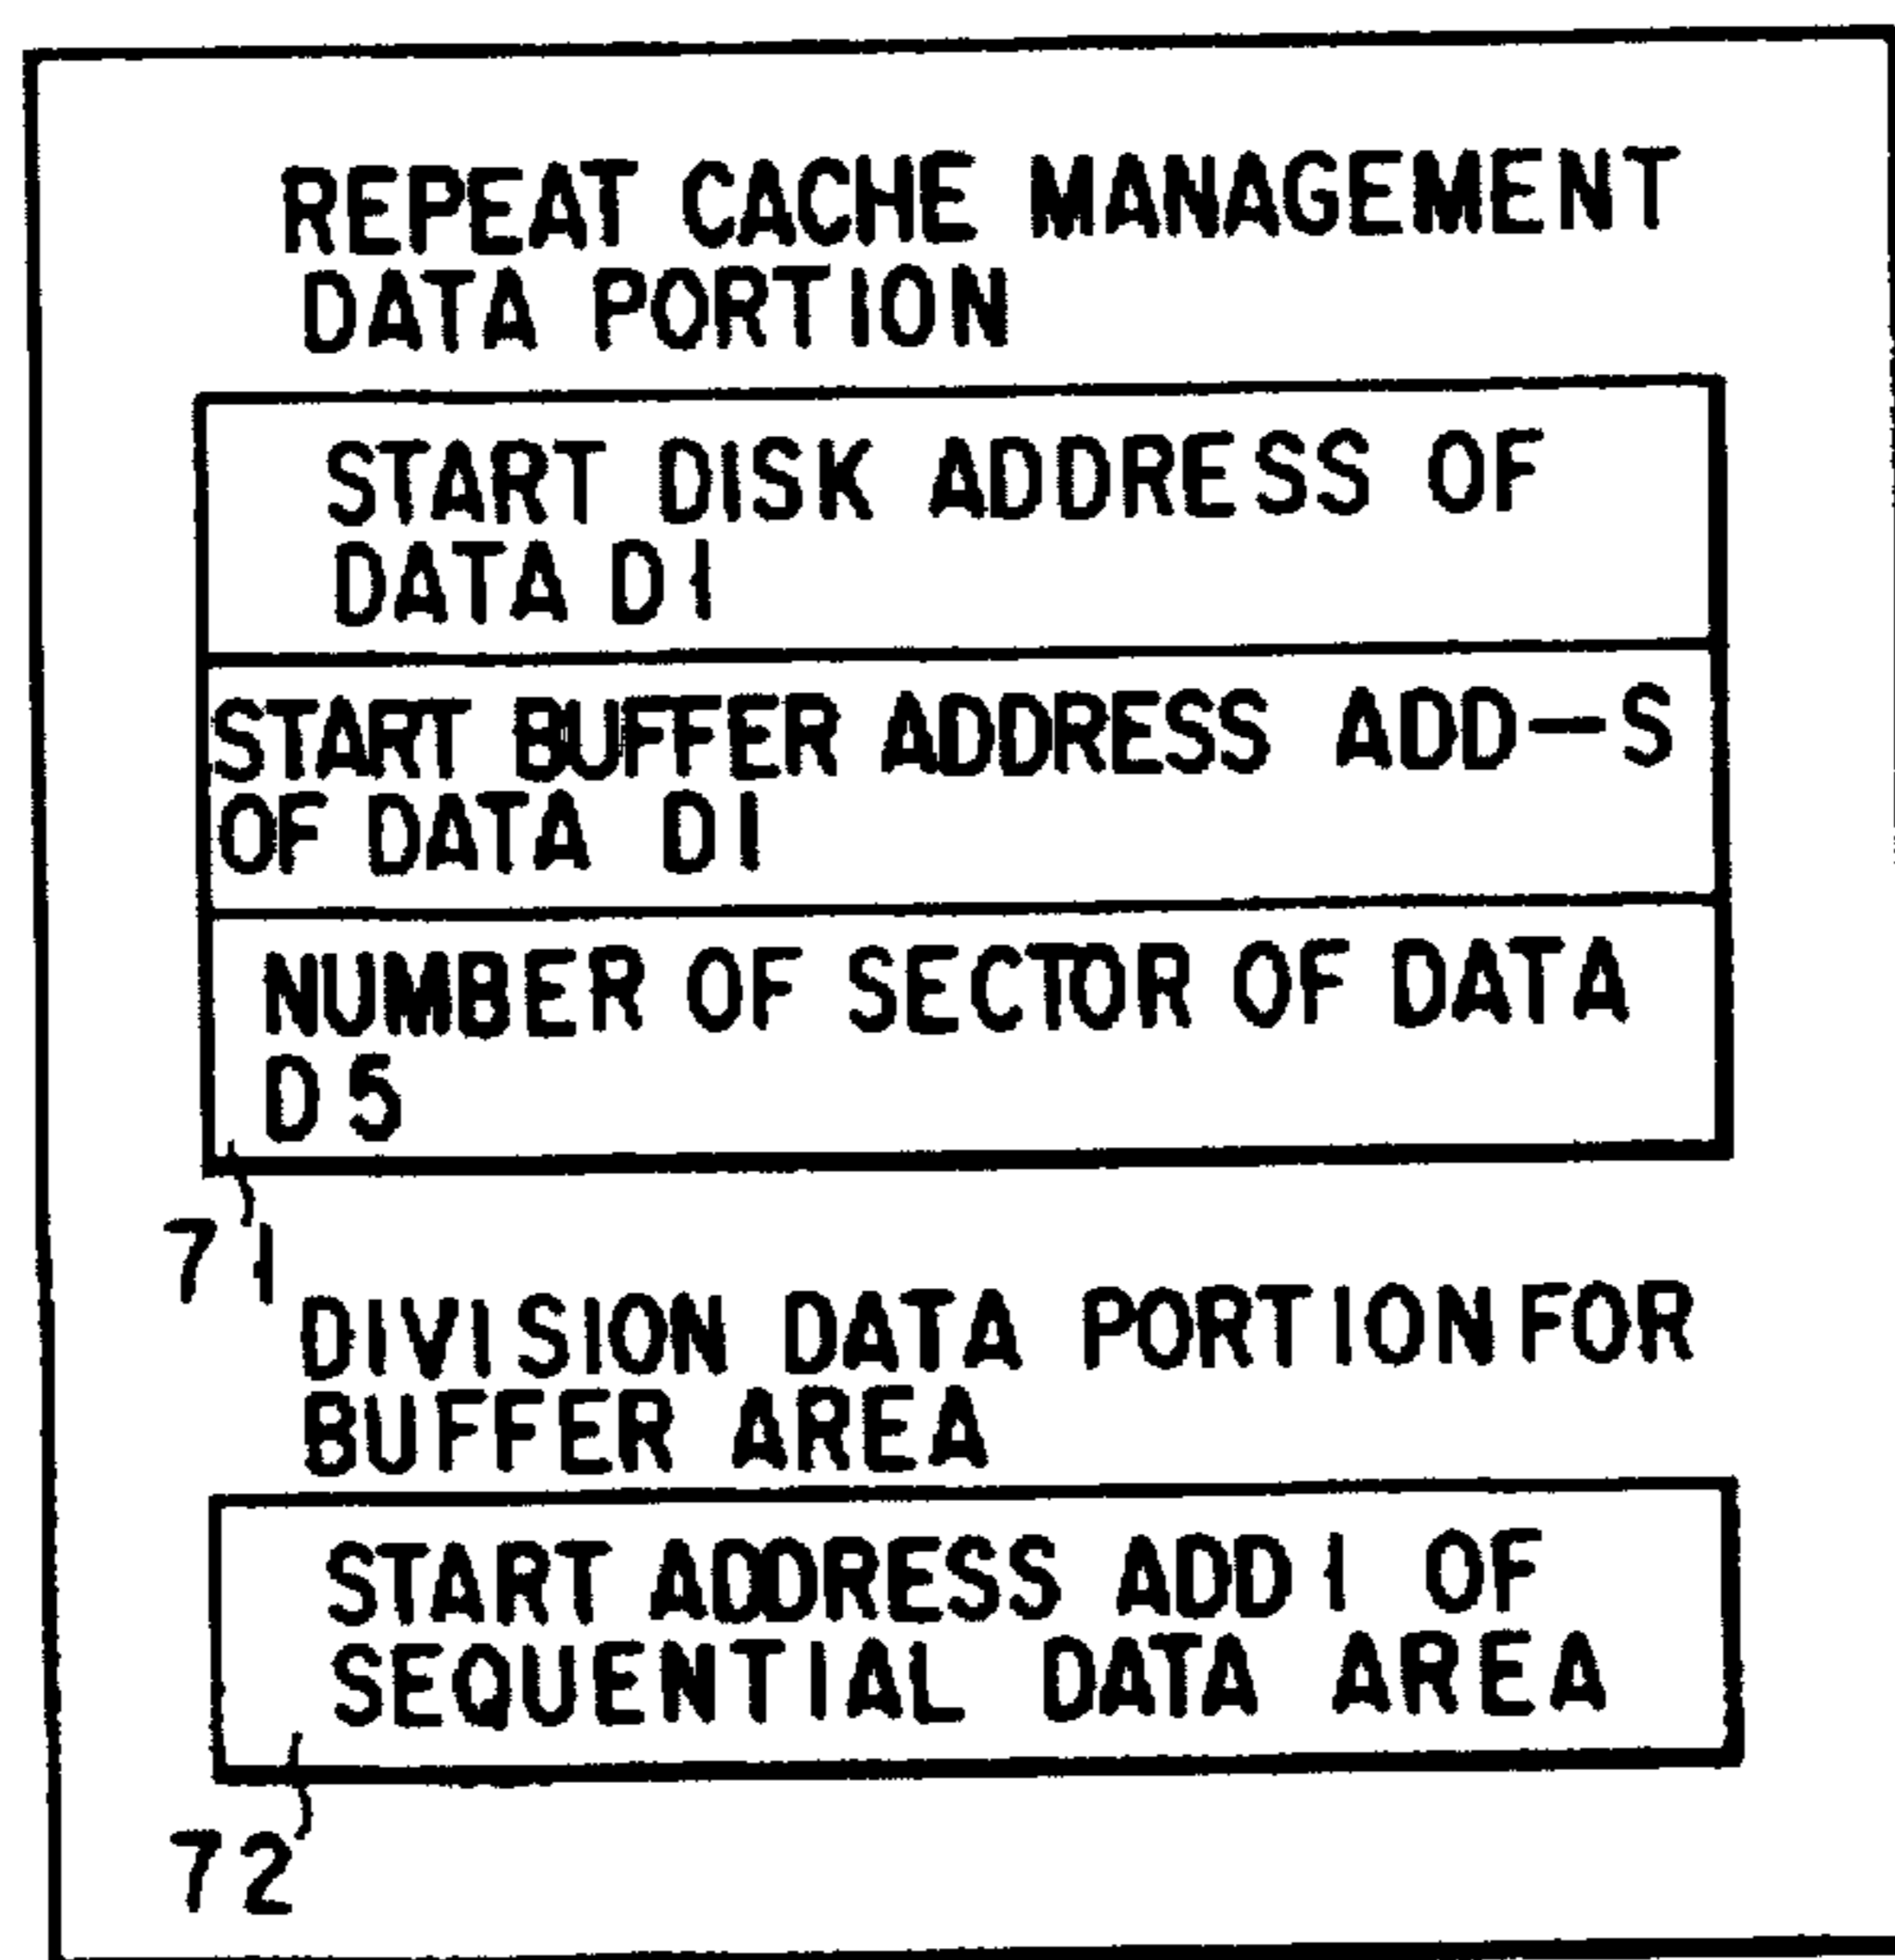 REPEAT CACHE MANAGEMENT
DATA PORTION
START DISK ADDRESS OF
DATA D1
START BUFFER ADDRESS ADD-S
OF DATA D1
NUMBER OF SECTOR OF DATA
D5
71
DIVISION DATA PORTION FOR
BUFFER AREA
START ADDRESS ADD1 OF
SEQUENTIAL DATA AREA
72